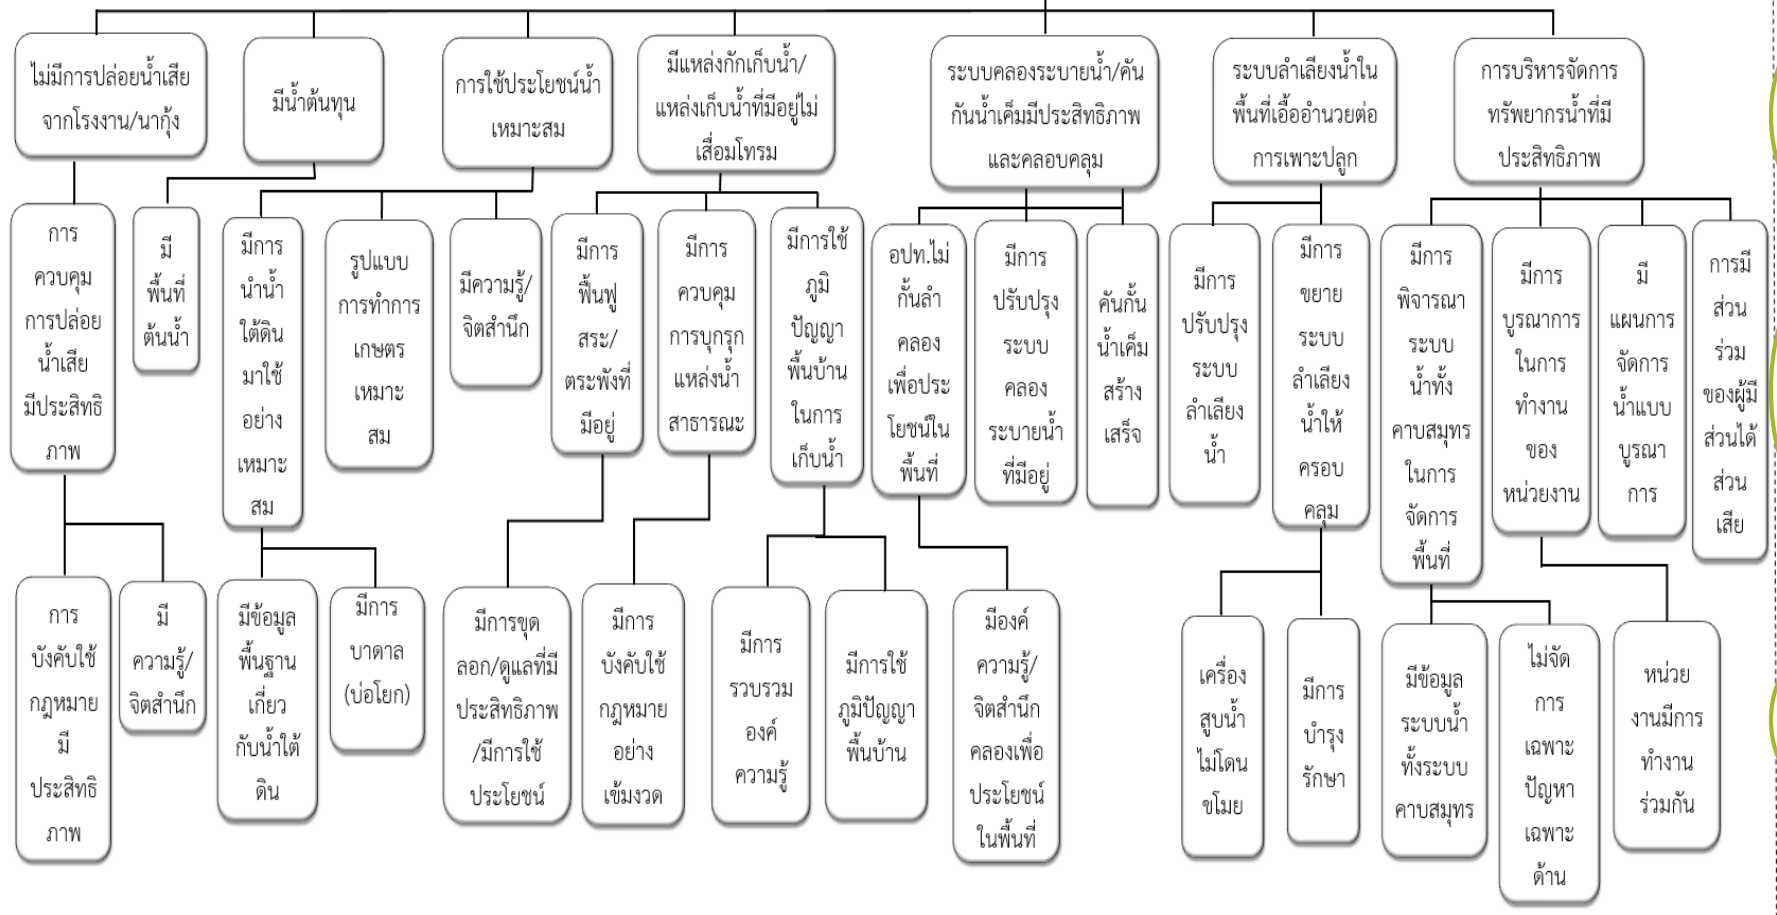 ไม่มีการปล่อยน้ำเสีย
จากโรงงาน/นากุ้ง
มีน้ำต้นทุน
การใช้ประโยชน์น้ำ
เหมาะสม
มีแหล่งกักเก็บน้ำ/
แหล่งเก็บน้ำที่มีอยู่ไม่
เสื่อมโทรม
ระบบคลองระบายน้ำ/คัน
กันน้ำเค็มมีประสิทธิภาพ
และคลอบคลุม
ระบบลำเลียงน้ำใน
พื้นที่เอื้ออำนวยต่อ
การเพาะปลูก
การบริหารจัดการ
ทรัพยากรน้ำที่มี
ประสิทธิภาพ
การ
ควบคุม
การปล่อย
น้ำเสีย
มีประสิทธิ
ภาพ
มี
พื้นที่
ต้นน้ำ
มีการ
นำน้ำ
ใต้ดิน
มาใช้
อย่าง
เหมาะ
สม
รูปแบบ
การทำการ
เกษตร
เหมาะ
สม
มีความรู้/
จิตสำนึก
มีการ
ฟื้นฟู
สระ/
ตระพังที่
มีอยู่
มีการ
ควบคุม
การบุกรุก
แหล่งน้ำ
สาธารณะ
มีการใช้
ภูมิ
ปัญญา
พื้นบ้าน
ในการ
เก็บน้ำ
อปท.ไม่
กั้นลำ
คลอง
เพื่อประ
โยชน์ใน
พื้นที่
มีการ
ปรับปรุง
ระบบ
คลอง
ระบายน้ำ
ที่มีอยู่
คันกั้น
น้ำเค็ม
สร้าง
เสร็จ
มีการ
ปรับปรุง
ระบบ
ลำเลียง
น้ำ
มีการ
ขยาย
ระบบ
ลำเลียง
น้ำให้
ครอบ
คลุม
มีการ
พิจารณา
ระบบ
น้ำทั้ง
คาบสมุทร
ในการ
จัดการ
พื้นที่
มีการ
บูรณาการ
ในการ
ทำงาน
ของ
หน่วยงาน
มี
แผนการ
จัดการ
น้ำแบบ
บูรณา
การ
การมี
ส่วน
ร่วม
ของผู้มี
ส่วนได้
ส่วน
เสีย
การ
บังคับใช้
กฎหมาย
มี
ประสิทธิ
ภาพ
มี
ความรู้/
จิตสำนึก
มีข้อมูล
พื้นฐาน
เกี่ยว
กับน้ำใต้
ดิน
มีการ
บาดาล
(บ่อโยก)
มีการขุด
ลอก/ดูแลที่มี
ประสิทธิภาพ
/มีการใช้
ประโยชน์
มีการ
บังคับใช้
กฎหมาย
อย่าง
เข้มงวด
มีการ
รวบรวม
องค์
ความรู้
มีการใช้
ภูมิปัญญา
พื้นบ้าน
มีองค์
ความรู้/
จิตสำนึก
คลองเพื่อ
ประโยชน์
ในพื้นที่
เครื่อง
สูบน้ำ
ไม่โดน
ขโมย
มีการ
บำรุง
รักษา
มีข้อมูล
ระบบน้ำ
ทั้งระบบ
คาบสมุทร
ไม่จัด
การ
เฉพาะ
ปัญหา
เฉพาะ
ด้าน
หน่วย
งานมีการ
ทำงาน
ร่วมกัน